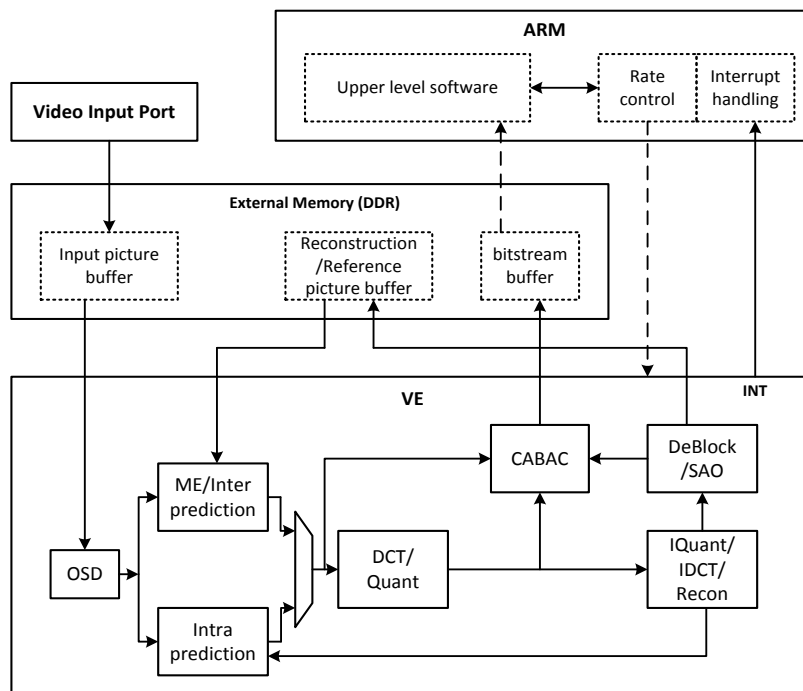 ARM
Upper level software
Rate
control
Interrupt
handling
Video Input Port
External Memory (DDR)
Input picture
buffer
Reconstruction
/Reference
picture buffer
bitstream
buffer
INT
VE
ME/Inter
prediction
CABAC
DeBlock
/SAO
OSD
DCT/
Quant
IQuant/
IDCT/
Recon
Intra
prediction